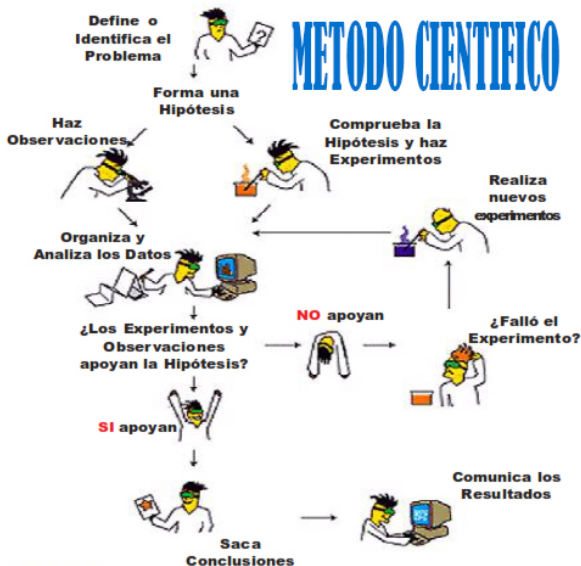 METODO CIENTIFICO
Define o
Identifica el
Problema
Forma una
Hipótesis
Haz
Observaciones
Comprueba la
Hipótesis y haz
Experimentos
Realiza
nuevos
experimentos
Organiza y
Analiza los Datos
¿Los Experimentos y
Observaciones
apoyan la Hipótesis?
NO apoyan
¿Falló el
Experimento?
SI apoyan
Saca
Conclusiones
Comunica los
Resultados